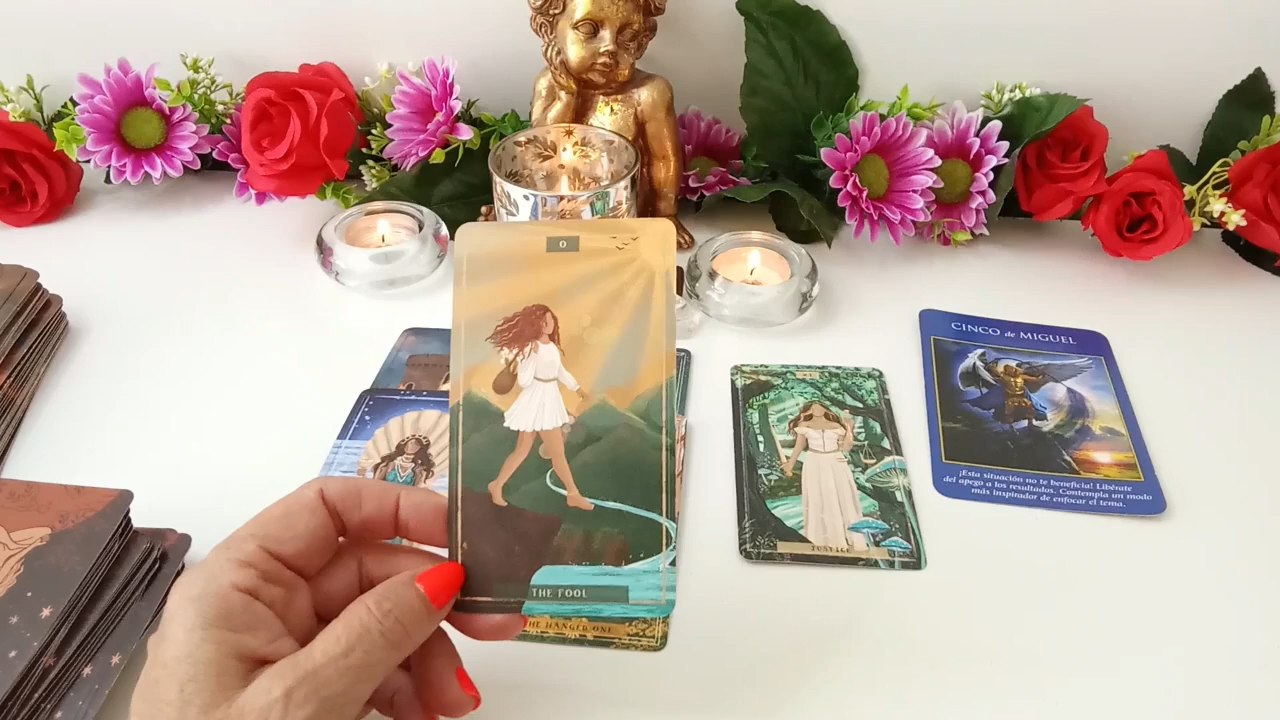 0
THE FOOL
THE HANGED ONE
JUSTICE
CINCO de MIGUEL
¡Esta situación no te beneficia! Libérate
del apego a los resultados. Contempla un modo
más inspirador de enfocar el tema.